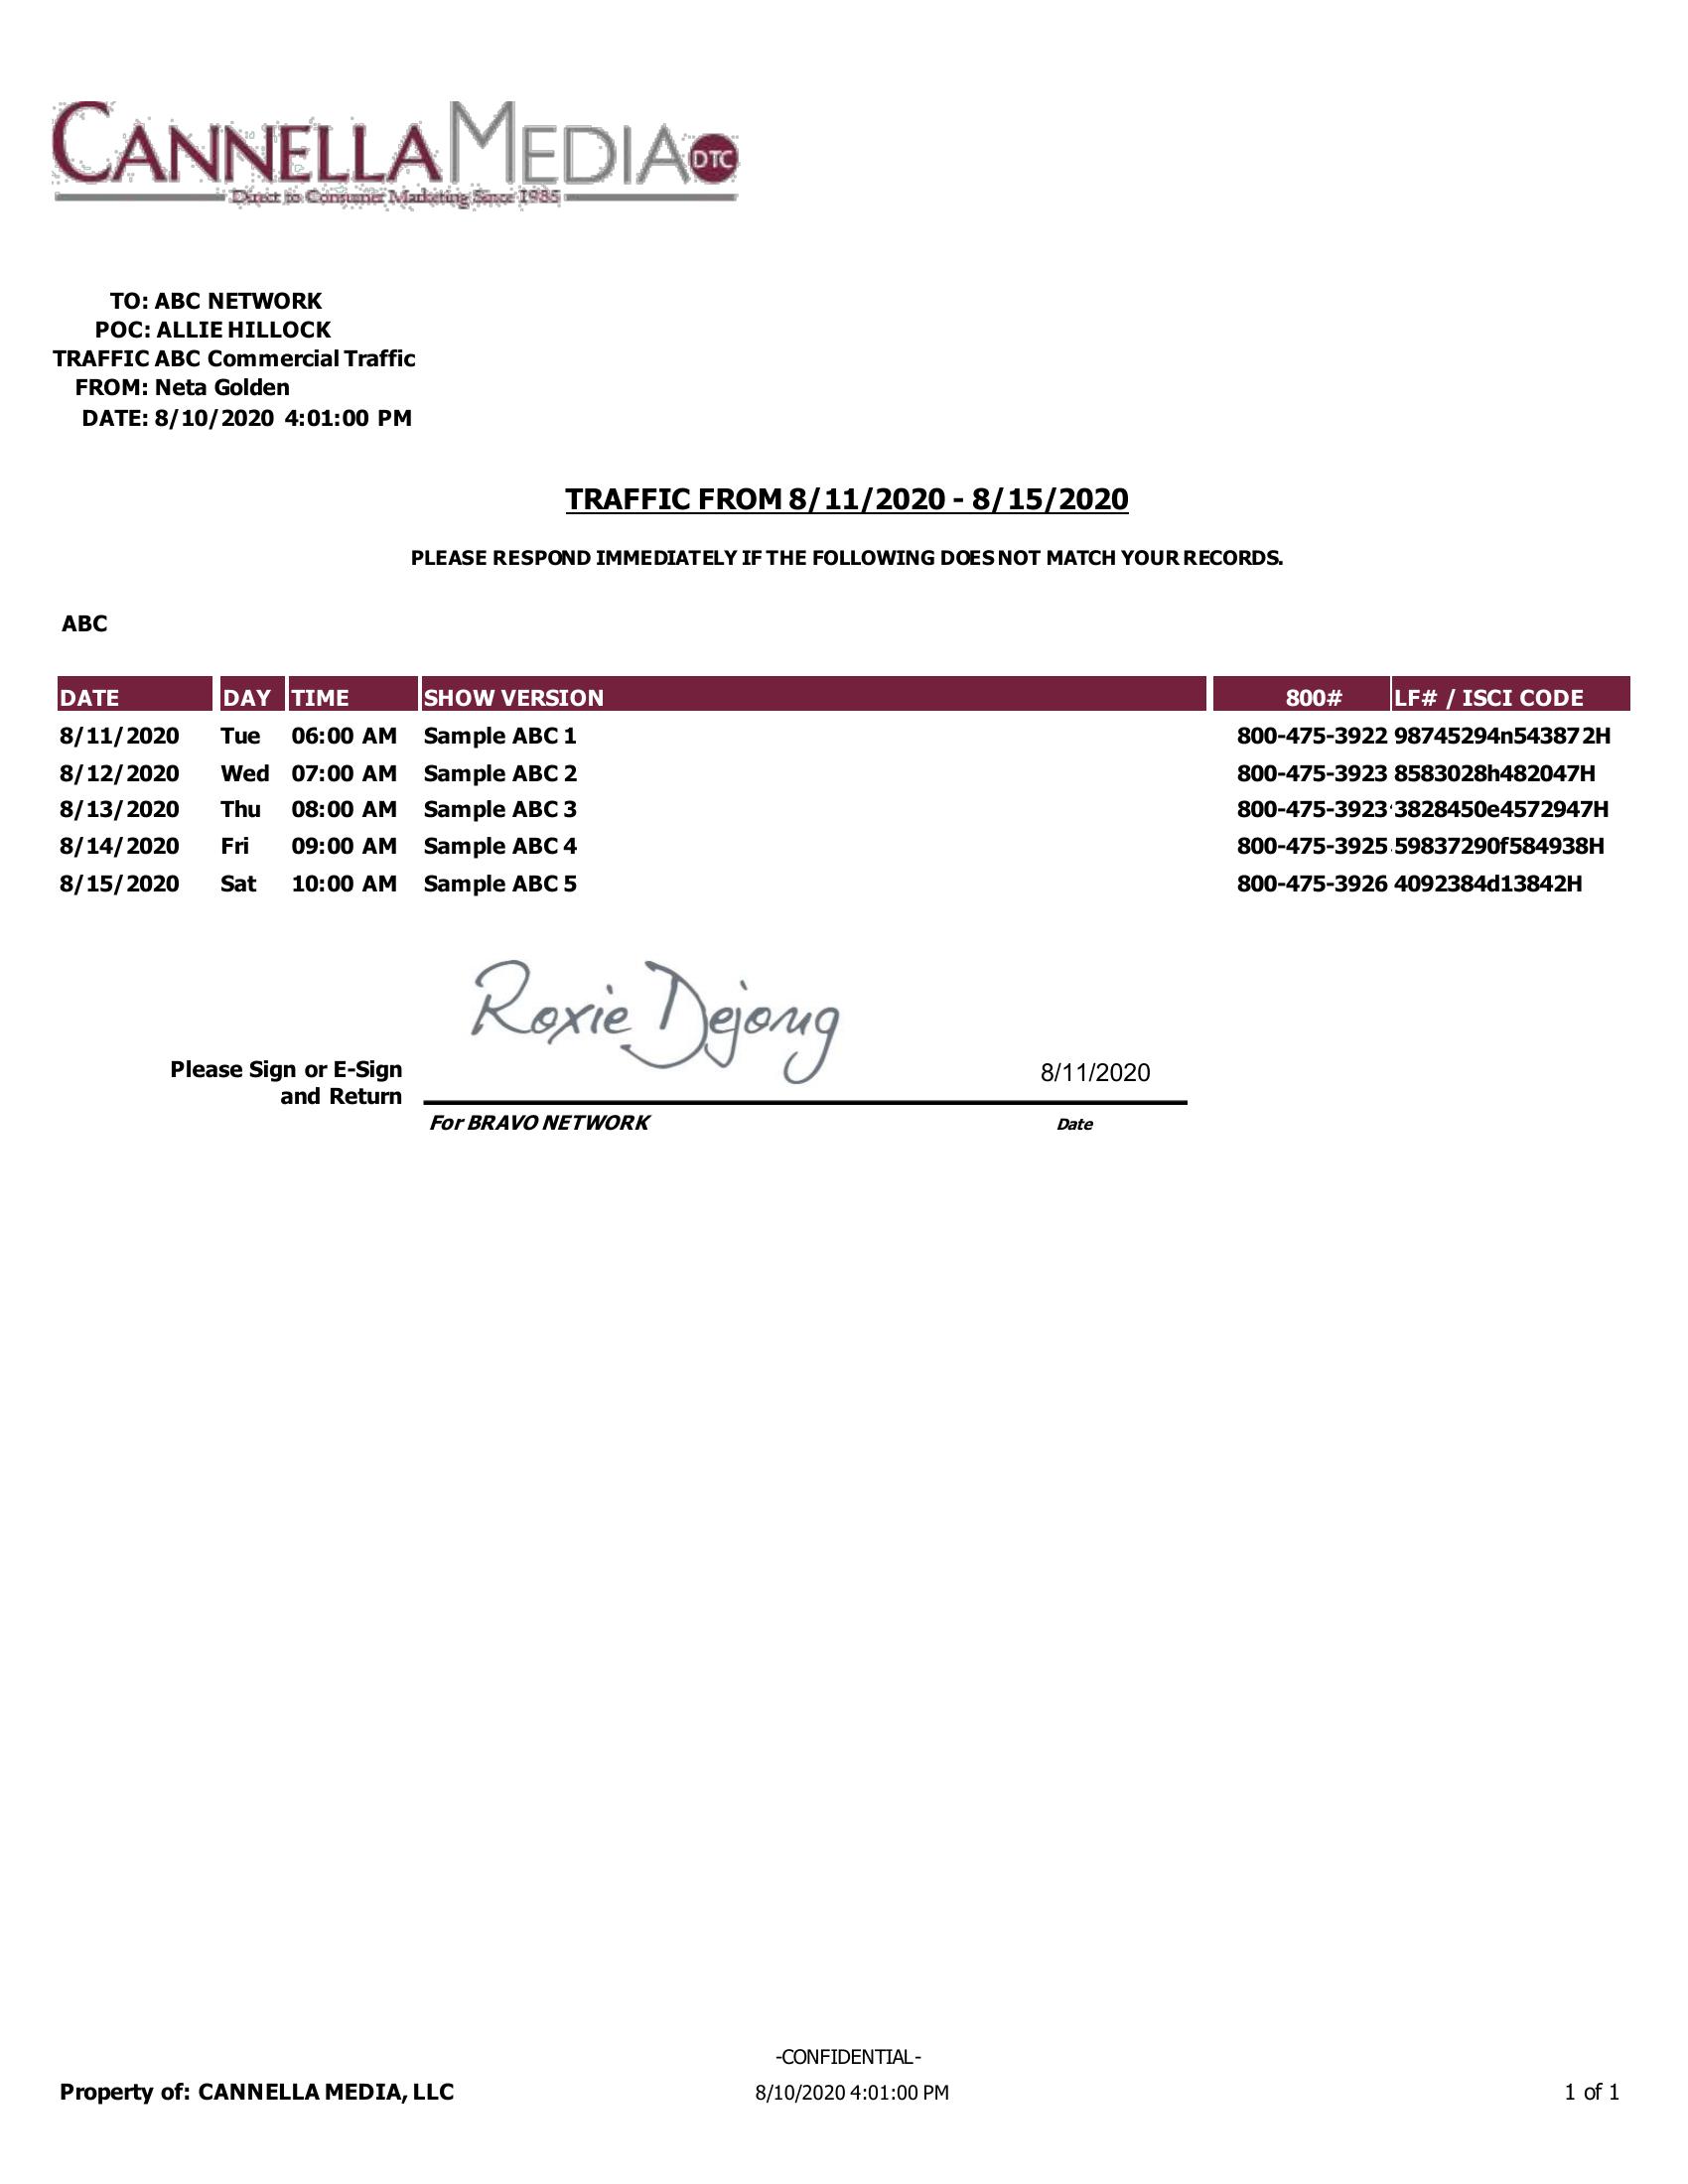 CANNELLA MEDIA DTC
Direct to Consumer Marketing Since 1985
TO: ABC NETWORK
POC: ALLIE HILLOCK
TRAFFIC ABC Commercial Traffic
FROM: Neta Golden
DATE: 8/10/2020 4:01:00 PM
TRAFFIC FROM 8/11/2020 - 8/15/2020
PLEASE RESPOND IMMEDIATELY IF THE FOLLOWING DOES NOT MATCH YOUR RECORDS.
ABC
DATE DAY TIME SHOW VERSION 800# LF# / ISCI CODE
8/11/2020 Tue 06:00 AM Sample ABC 1 800-475-3922 98745294n543872H
8/12/2020 Wed 07:00 AM Sample ABC 2 800-475-3923 8583028h482047H
8/13/2020 Thu 08:00 AM Sample ABC 3 800-475-3923 3828450e4572947H
8/14/2020 Fri 09:00 AM Sample ABC 4 800-475-3925 59837290f584938H
8/15/2020 Sat 10:00 AM Sample ABC 5 800-475-3926 4092384d13842H
Roxie Dejong
Please Sign or E-Sign 8/11/2020
and Return
For BRAVO NETWORK Date
-CONFIDENTIAL-
Property of: CANNELLA MEDIA, LLC 8/10/2020 4:01:00 PM 1 of 1